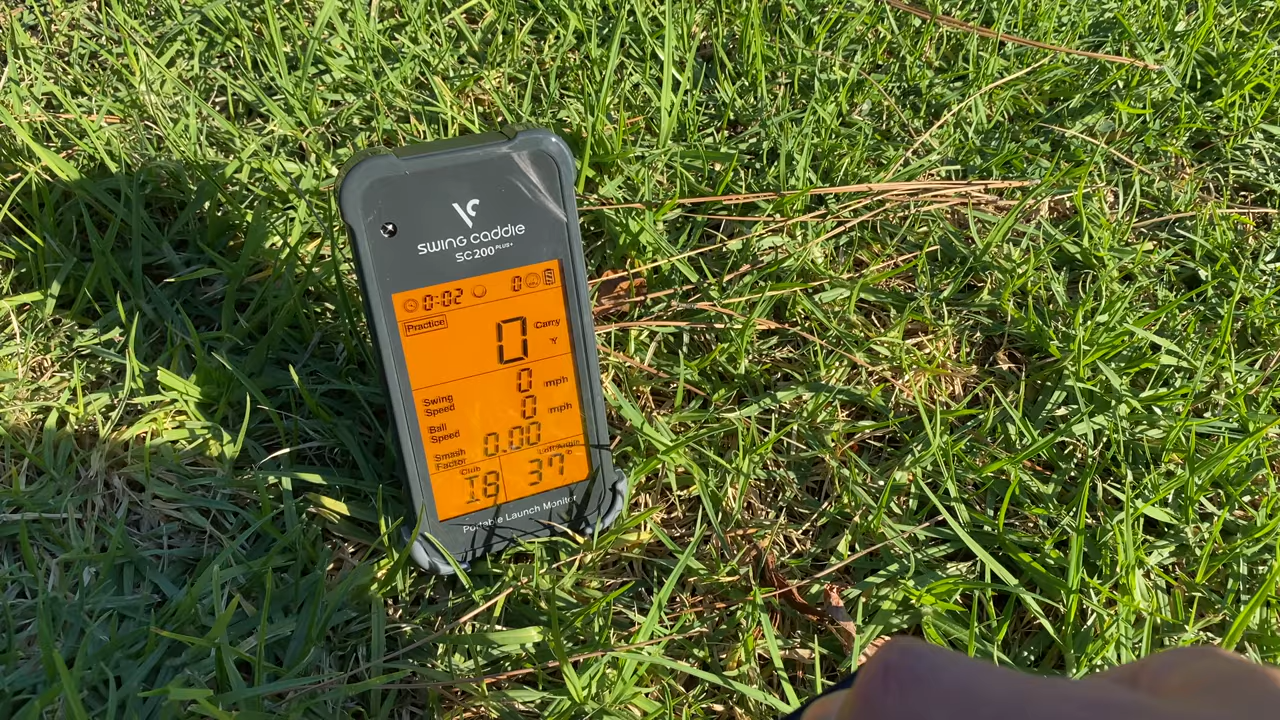 SWING caddie
SC200 PLUS+
0:02 0
Practice
0 Carry
Y
0 mph
Swing
Speed
0 mph
Ball
Speed
0.00
Smash
Factor
Club Loft Angle
I8 37°
Portable Launch Monitor